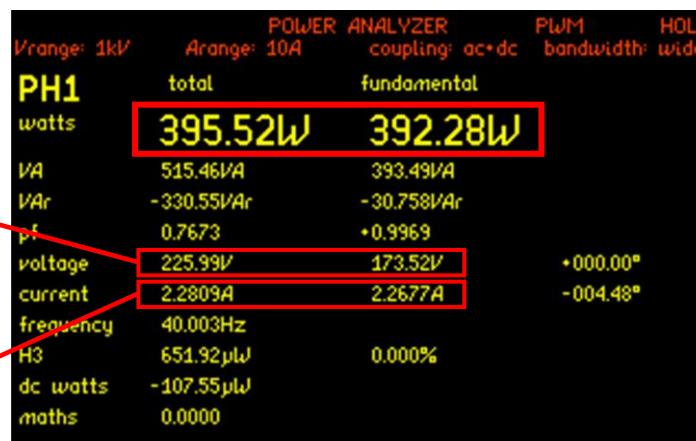 POWER ANALYZER PWM HOL
Vrange: 1kV Arange: 10A coupling: ac+dc bandwidth: wid
PH1 total fundamental
watts 395.52W 392.28W
VA 515.46VA 393.49VA
VAr -330.55VAr -30.758VAr
pf 0.7673 +0.9969
voltage 225.99V 173.52V +000.00°
current 2.2809A 2.2677A -004.48°
frequency 40.003Hz
H3 651.92µW 0.000%
dc watts -107.55µW
maths 0.0000